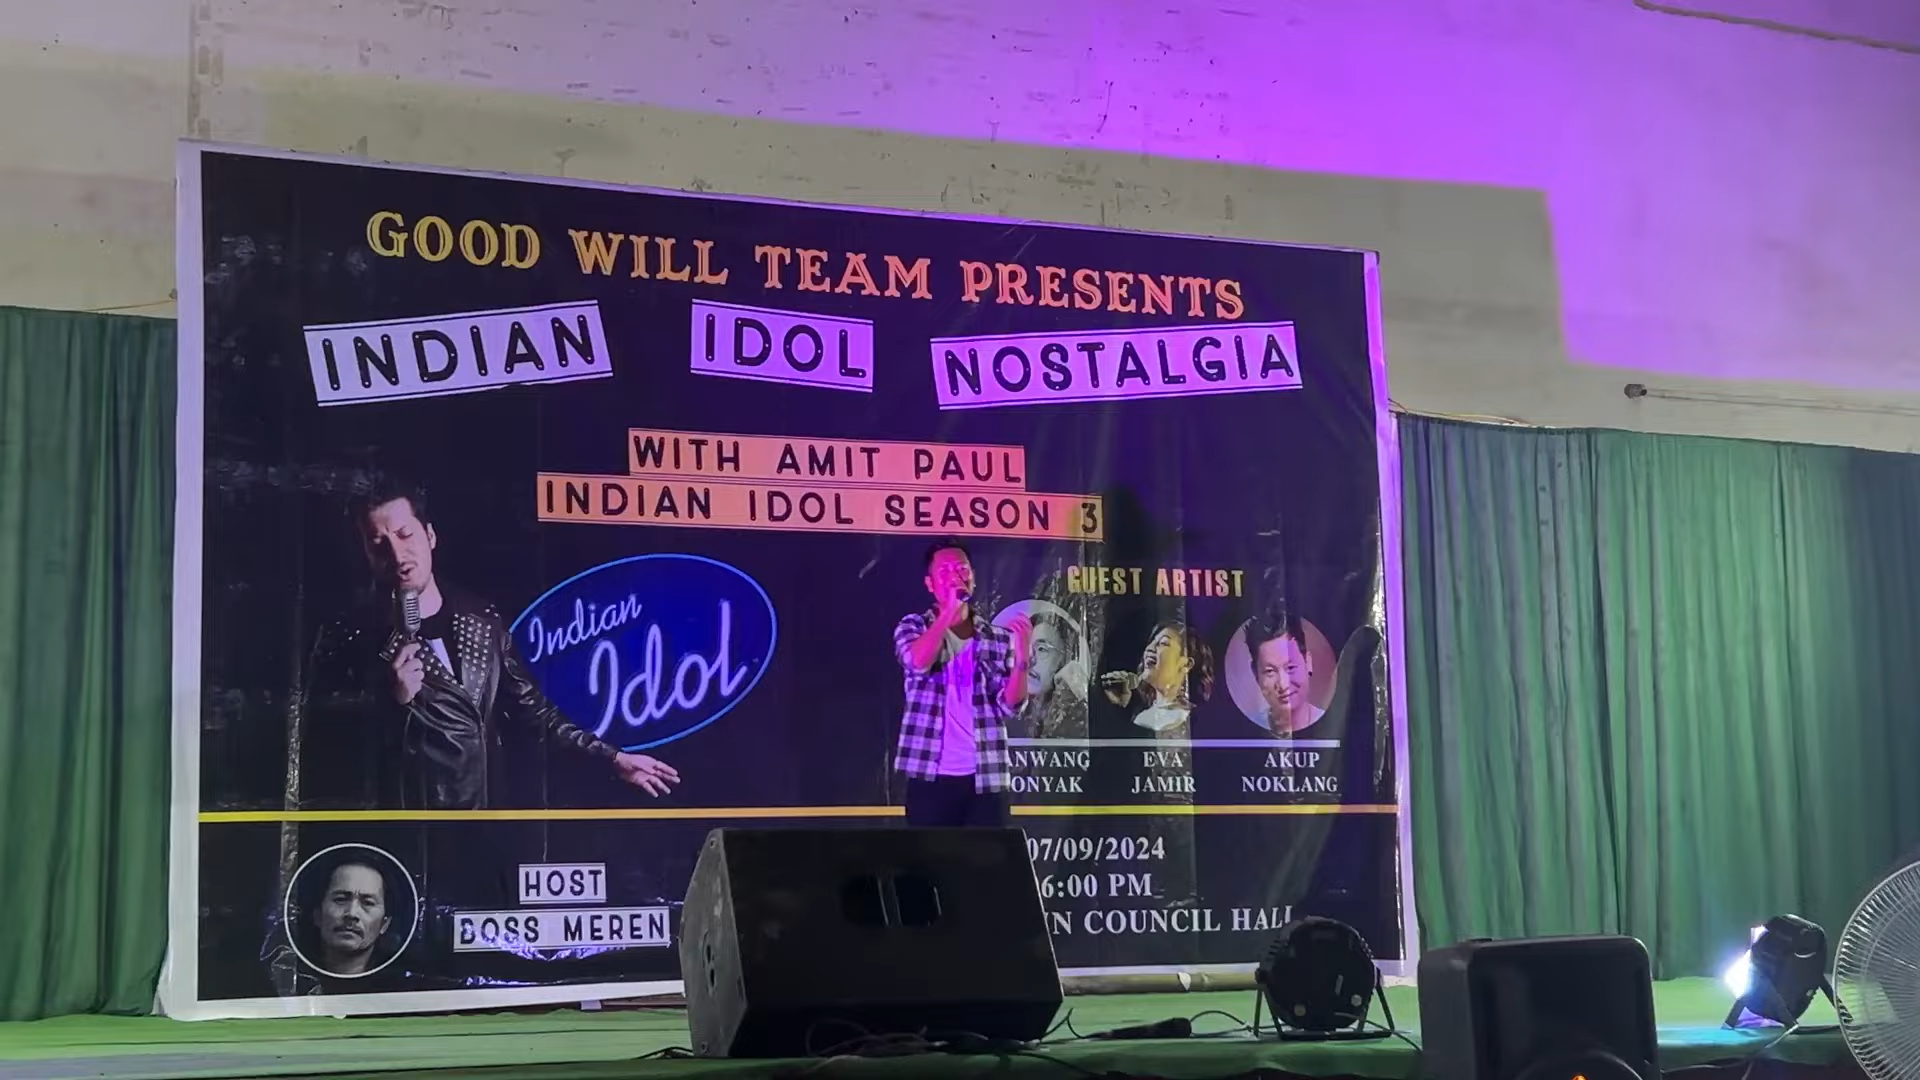 GOOD WILL TEAM PRESENTS
INDIAN IDOL NOSTALGIA
WITH AMIT PAUL
INDIAN IDOL SEASON 3
Indian
Idol
GUEST ARTIST
EVA
JAMIR
AKUP
NOKLANG
HOST
BOSS MEREN
07/09/2024
6:00 PM
COUNCIL HALL